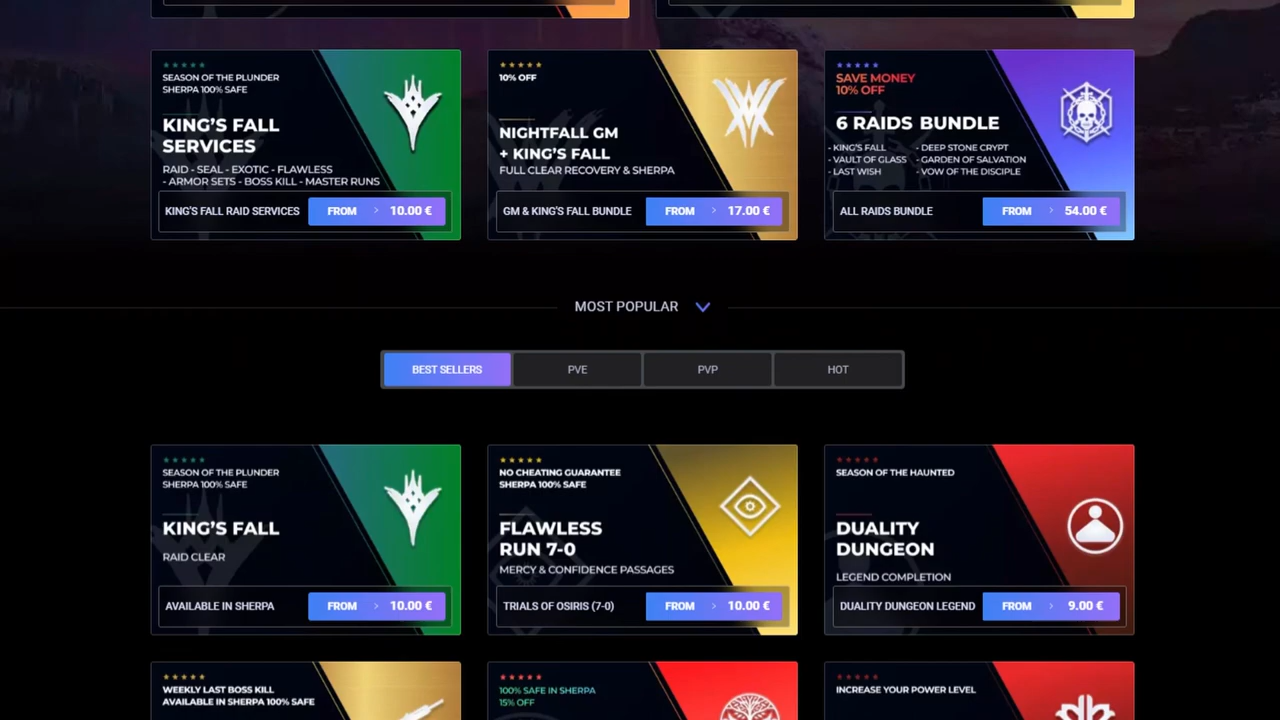 SEASON OF THE PLUNDER
SHERPA 100% SAFE
KING'S FALL
SERVICES
RAID - SEAL - EXOTIC - FLAWLESS
- ARMOR SETS - BOSS KILL - MASTER RUNS
KING'S FALL RAID SERVICES
FROM > 10.00 €
10% OFF
NIGHTFALL GM
+ KING'S FALL
FULL CLEAR RECOVERY & SHERPA
GM & KING'S FALL BUNDLE
FROM > 17.00 €
SAVE MONEY
10% OFF
6 RAIDS BUNDLE
- KING'S FALL
- VAULT OF GLASS
- LAST WISH
- DEEP STONE CRYPT
- GARDEN OF SALVATION
- VOW OF THE DISCIPLE
ALL RAIDS BUNDLE
FROM > 54.00 €
MOST POPULAR
BEST SELLERS
PVE
PVP
HOT
SEASON OF THE PLUNDER
SHERPA 100% SAFE
KING'S FALL
RAID CLEAR
AVAILABLE IN SHERPA
FROM > 10.00 €
NO CHEATING GUARANTEE
SHERPA 100% SAFE
FLAWLESS
RUN 7-0
MERCY & CONFIDENCE PASSAGES
TRIALS OF OSIRIS (7-0)
FROM > 10.00 €
SEASON OF THE HAUNTED
DUALITY
DUNGEON
LEGEND COMPLETION
DUALITY DUNGEON LEGEND
FROM > 9.00 €
WEEKLY LAST BOSS KILL
AVAILABLE IN SHERPA 100% SAFE
100% SAFE IN SHERPA
15% OFF
INCREASE YOUR POWER LEVEL